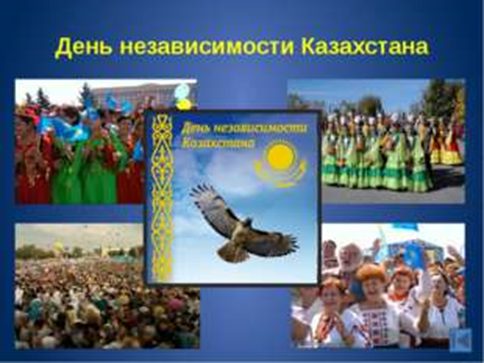 День независимости Казахстана
День независимости
Казахстана